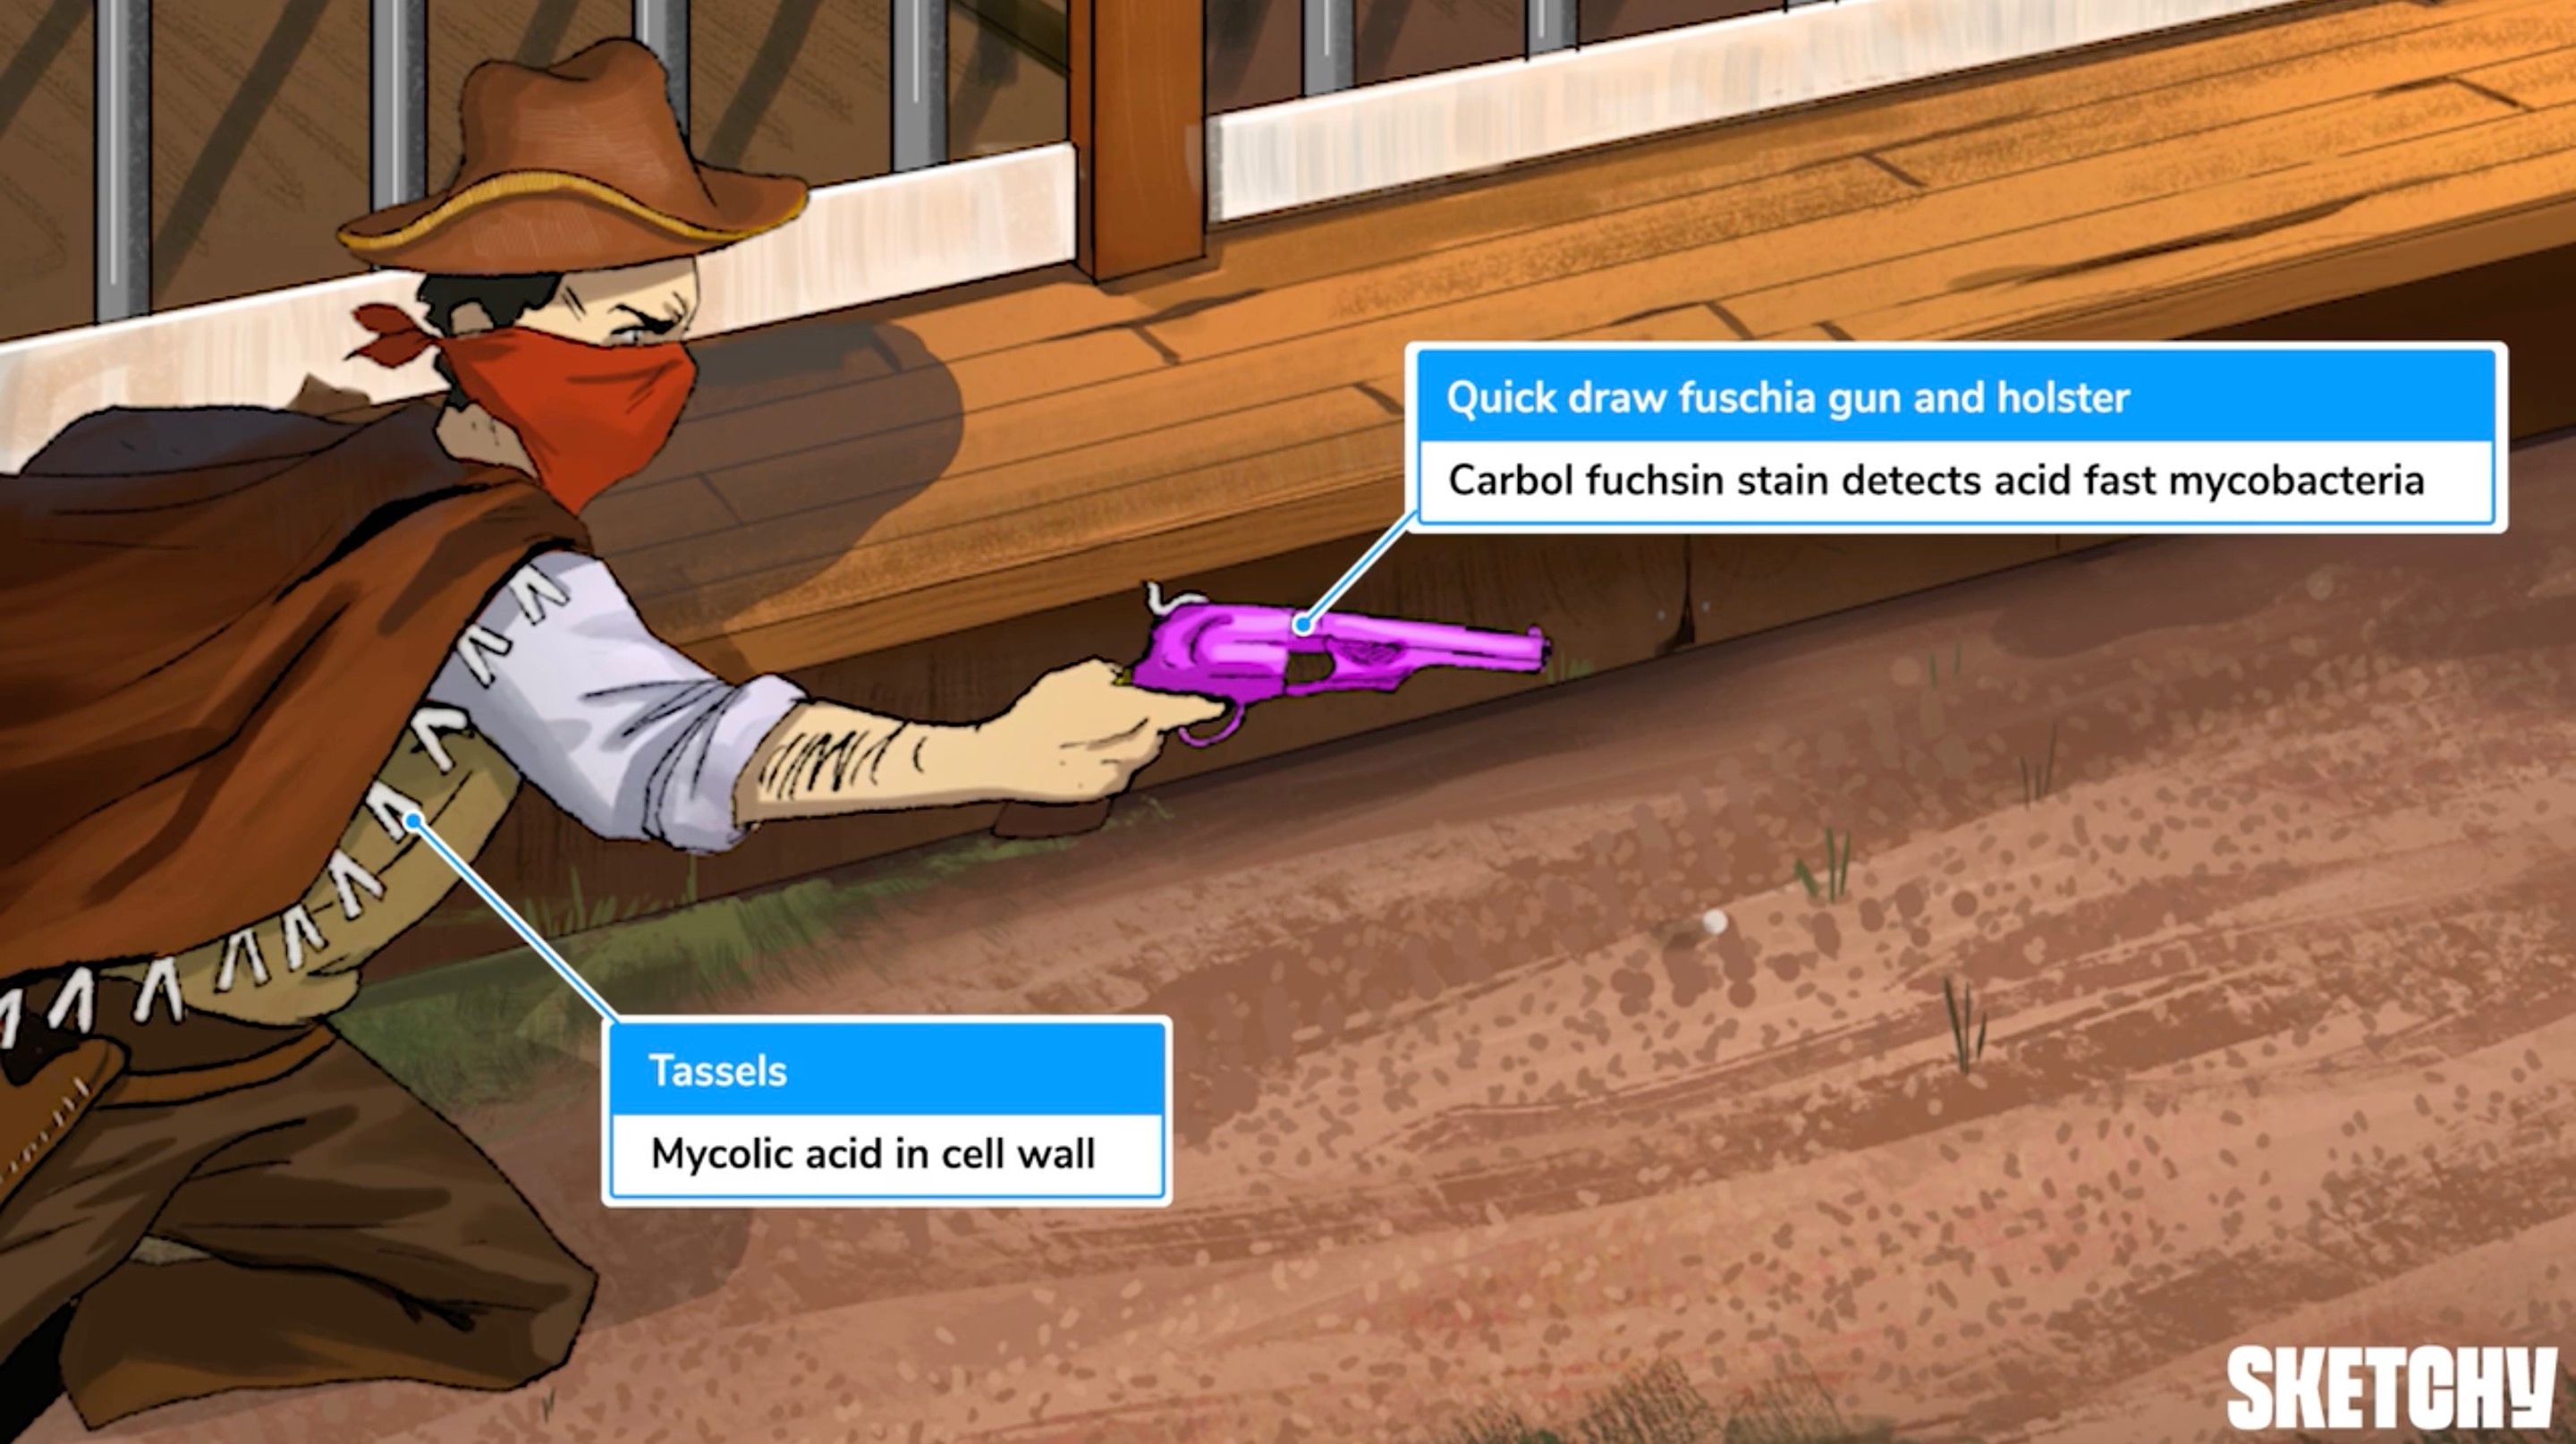 Quick draw fuschia gun and holster
Carbol fuchsin stain detects acid fast mycobacteria
Tassels
Mycolic acid in cell wall
SKETCHY